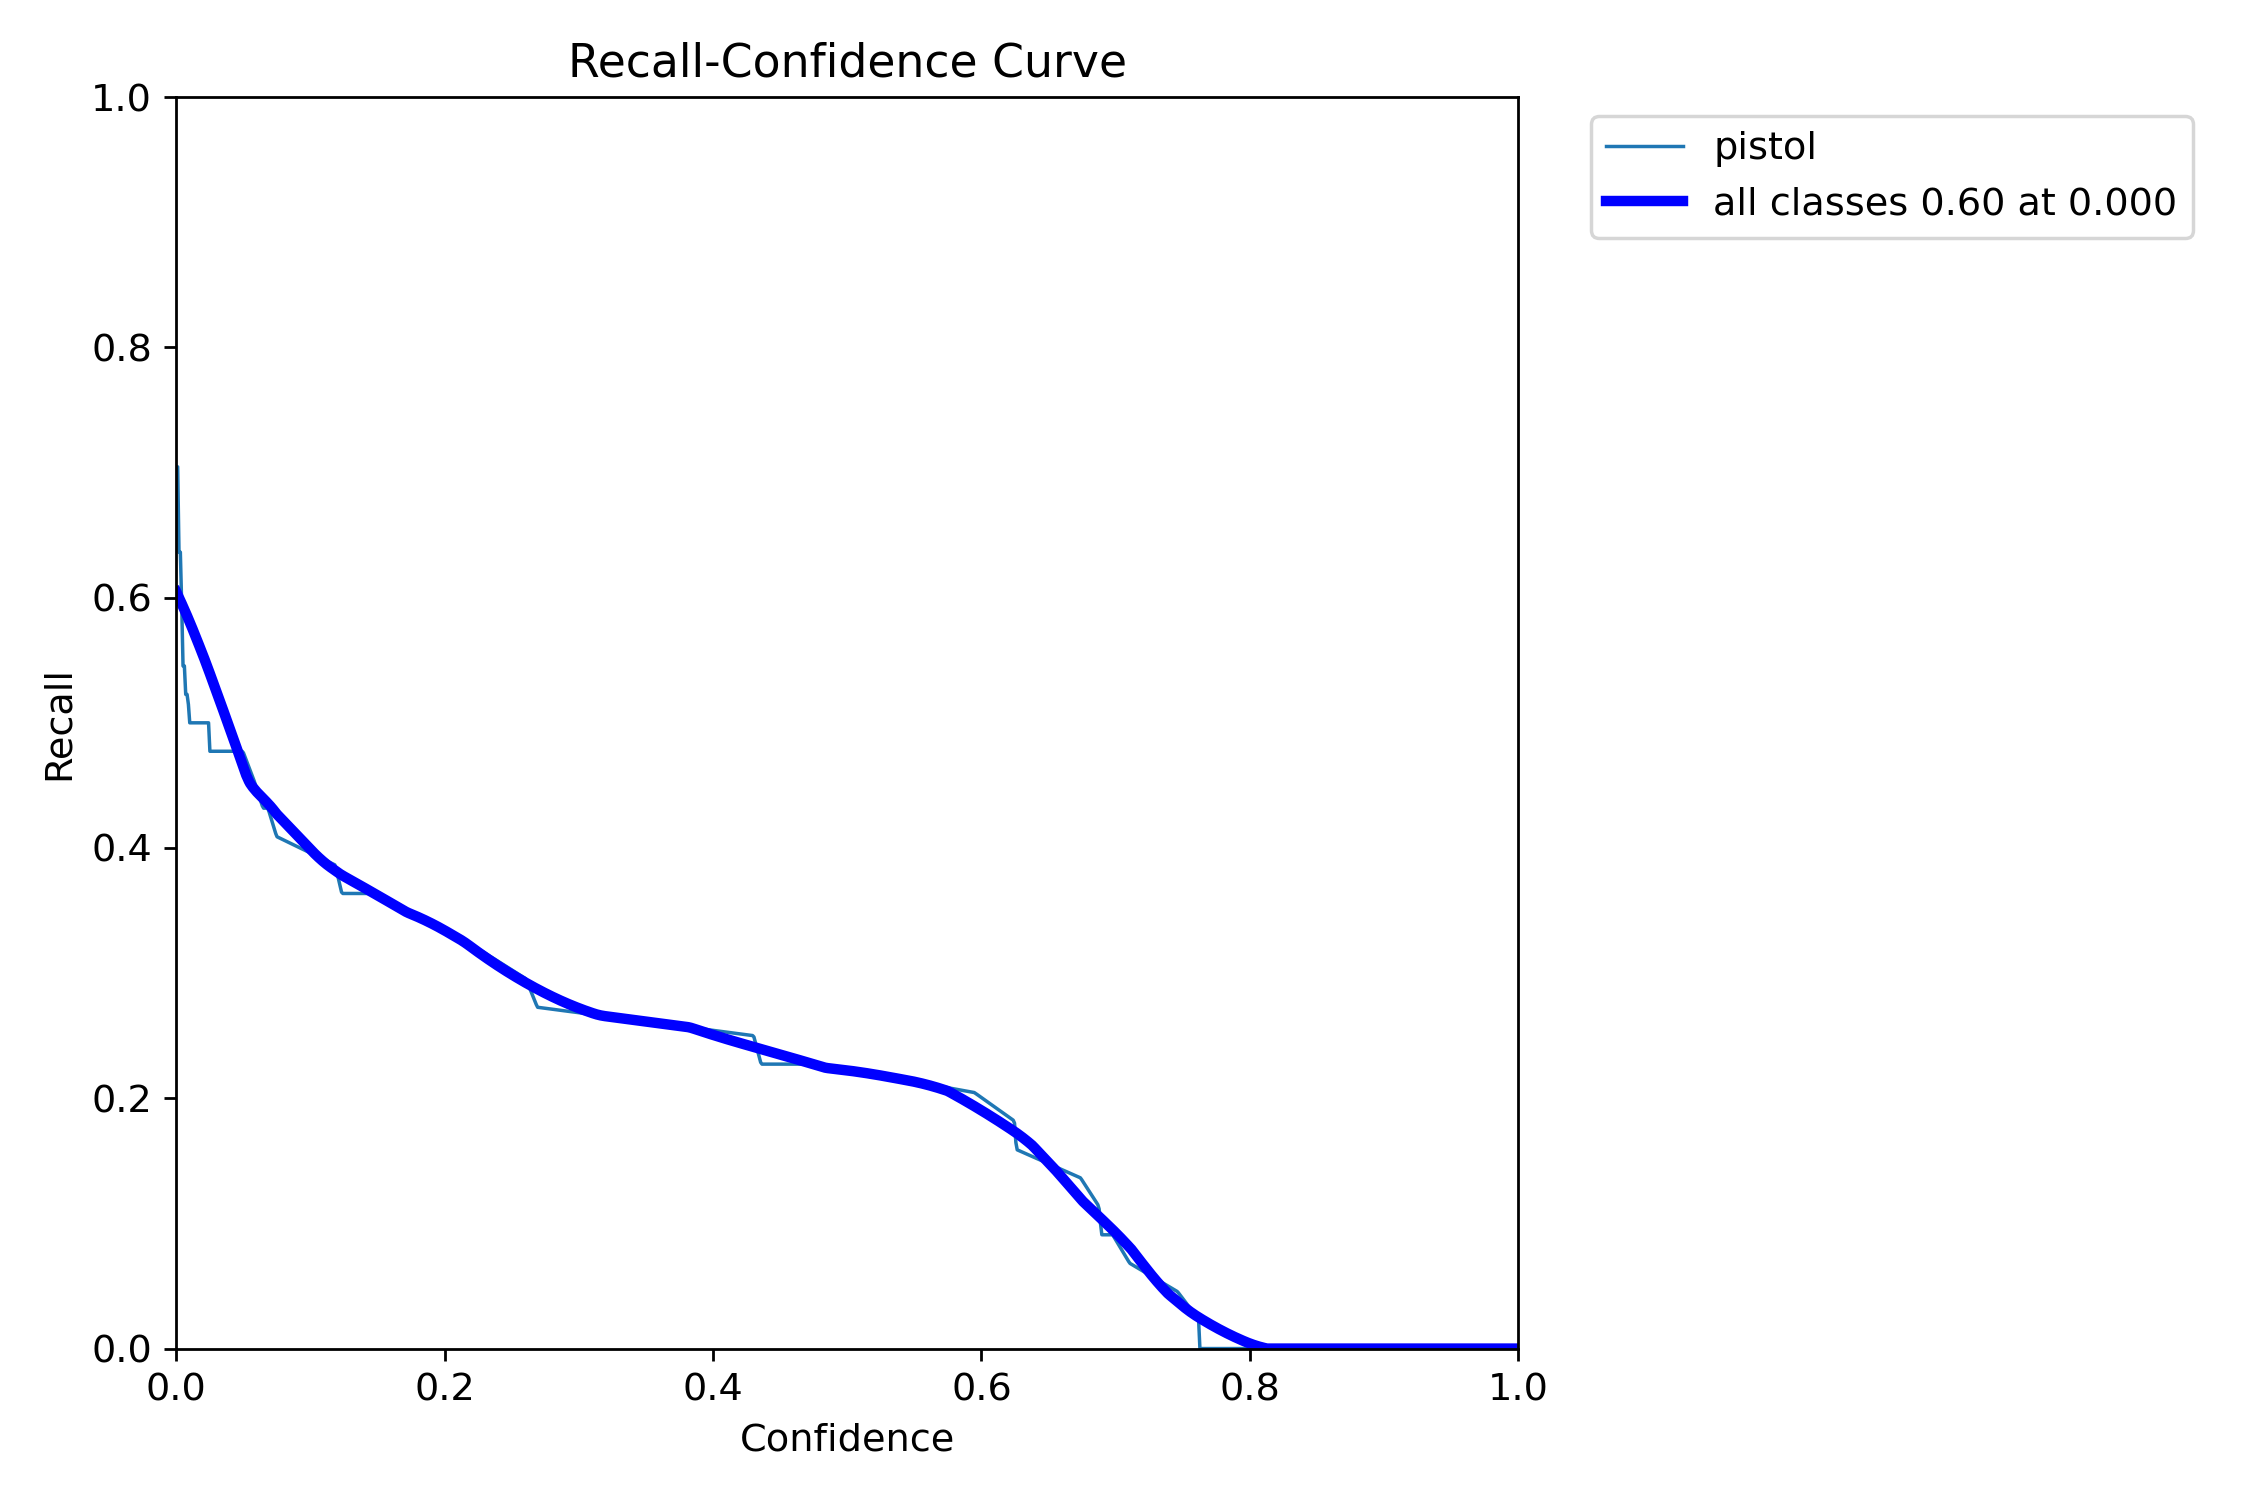 Recall-Confidence Curve
1.0
0.8
0.6
0.4
0.2
0.0
Recall
0.0 0.2 0.4 0.6 0.8 1.0
Confidence
pistol
all classes 0.60 at 0.000